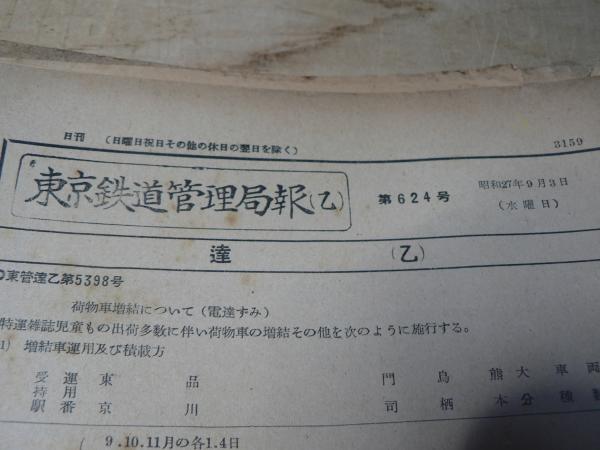 日刊 (日曜日祝日その他の休日の翌日を除く) 3159
東京鉄道管理局報(乙) 第624号 昭和27年9月3日
(水曜日)
達 (乙)
東管達乙第5398号
荷物車増結について(電達すみ)
特運雑誌児童もの出荷多数に伴い荷物車の増結その他を次のように施行する。
1) 増結車運用及び積載方
受運東 品 門 鳥 熊大 車両
持用
駅番京 川 司 栖 本分 種
9.10.11月の各1.4日